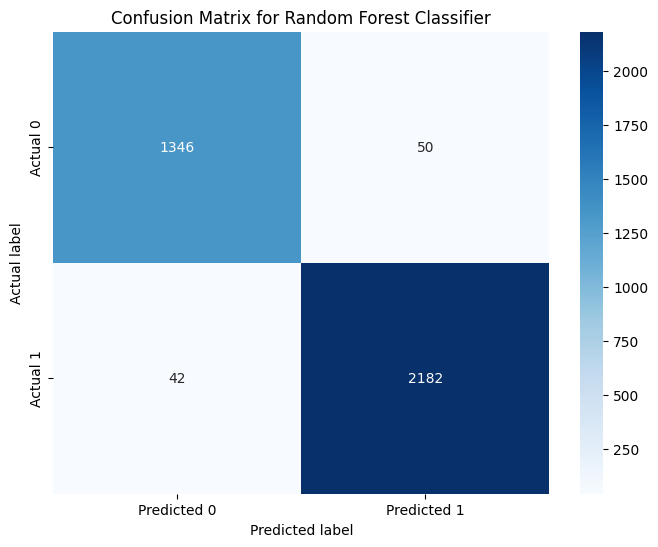 Confusion Matrix for Random Forest Classifier
Actual label
Actual 0
Actual 1
1346
50
42
2182
Predicted 0
Predicted 1
Predicted label
2000
1750
1500
1250
1000
750
500
250